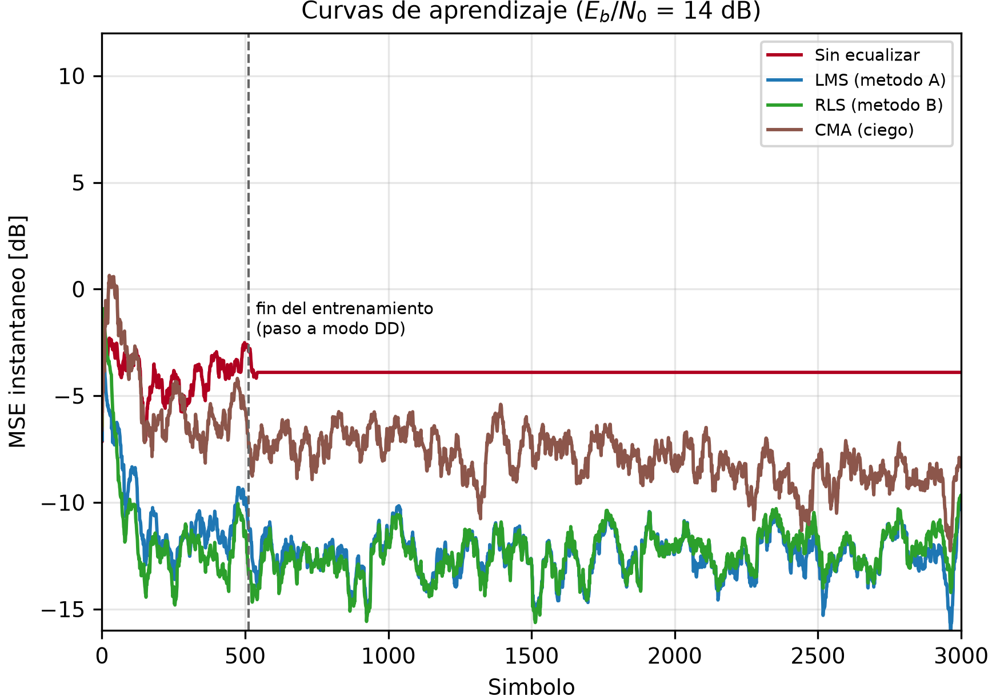 Curvas de aprendizaje (E_b/N_0 = 14 dB)
Sin ecualizar
LMS (metodo A)
RLS (metodo B)
CMA (ciego)
fin del entrenamiento
(paso a modo DD)
MSE instantaneo [dB]
10
5
0
−5
−10
−15
0 500 1000 1500 2000 2500 3000
Simbolo